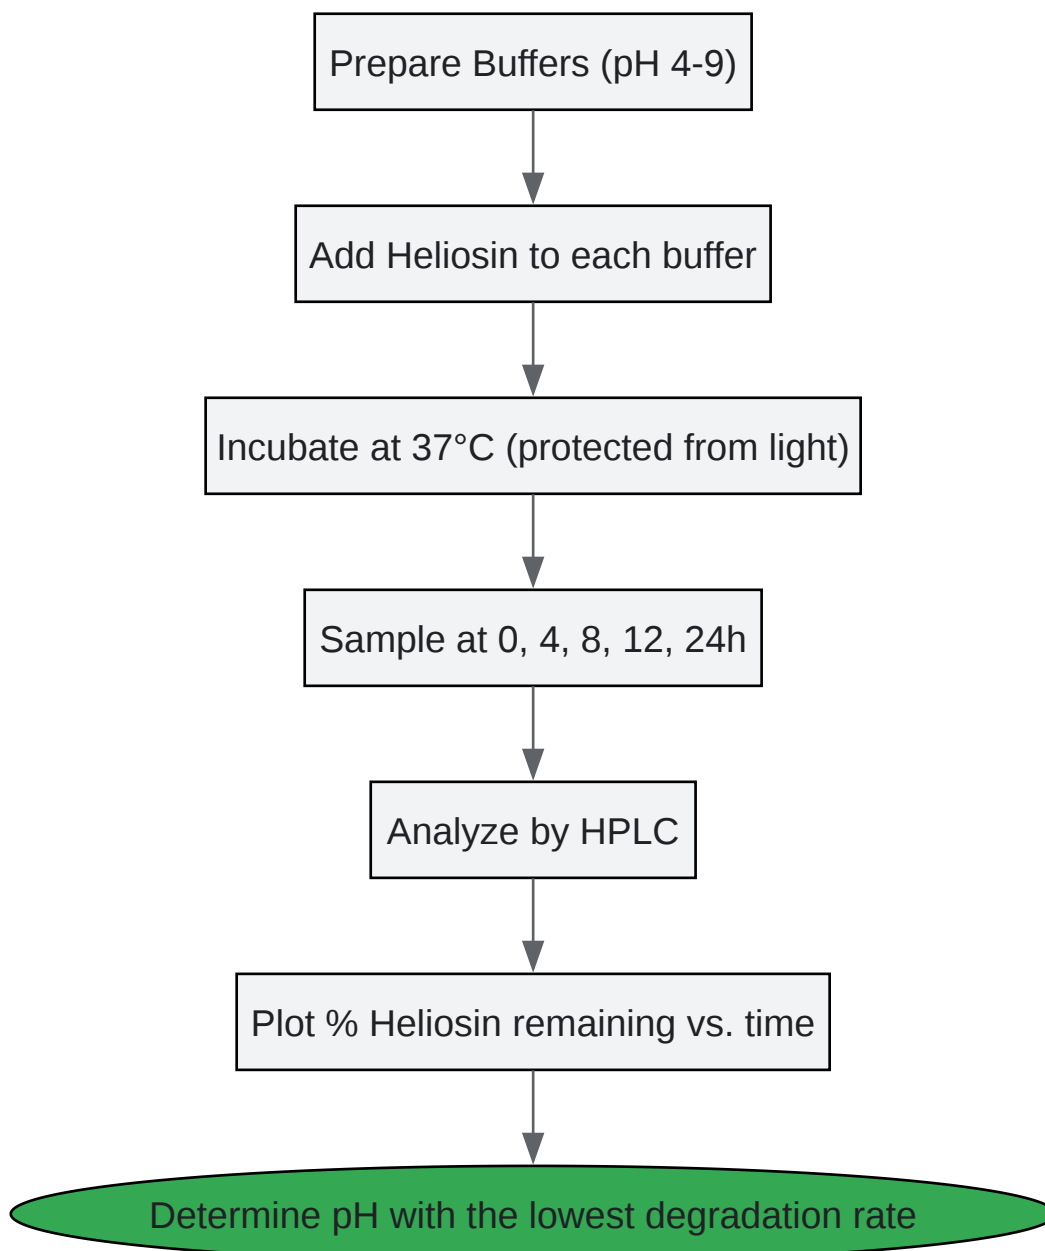 Prepare Buffers (pH 4-9)
Add Heliosin to each buffer
Incubate at 37°C (protected from light)
Sample at 0, 4, 8, 12, 24h
Analyze by HPLC
Plot % Heliosin remaining vs. time
Determine pH with the lowest degradation rate